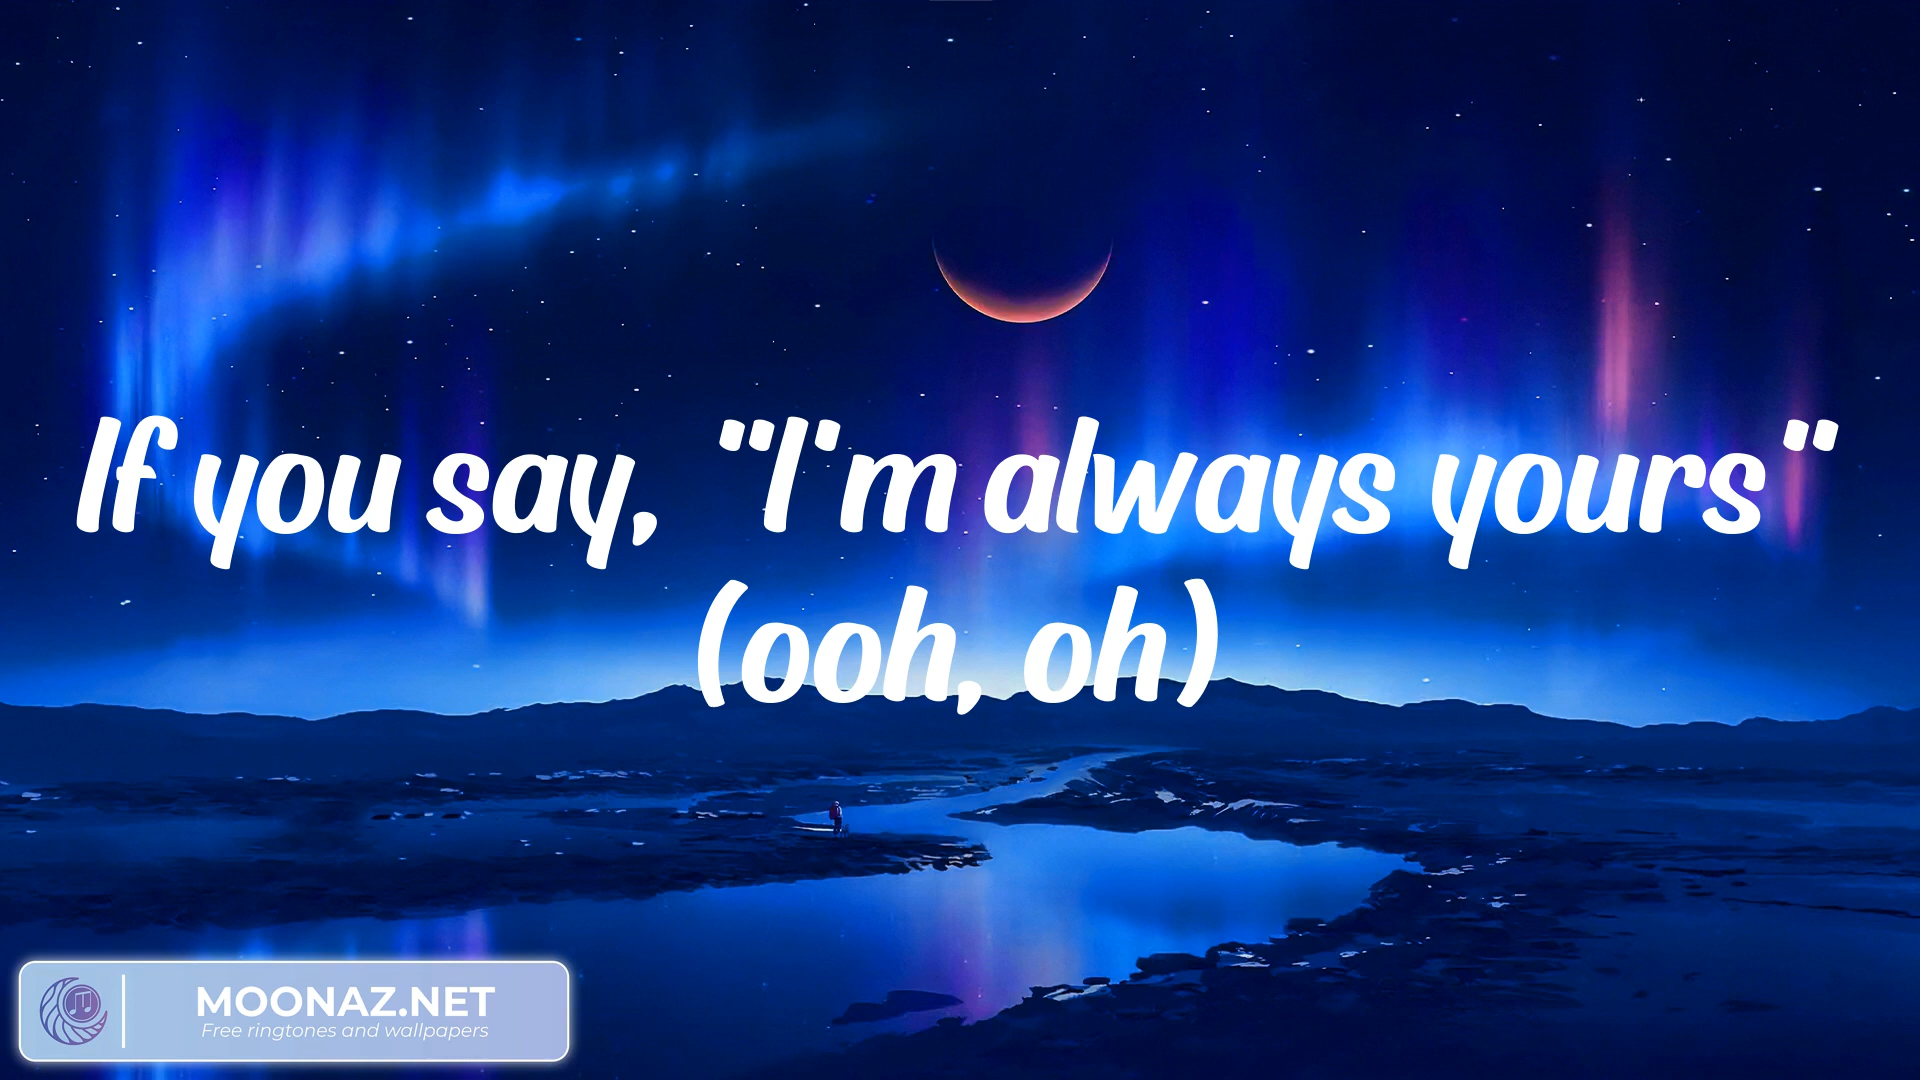 If you say, "I'm always yours"
(ooh, oh)
MOONAZ.NET
Free ringtones and wallpapers